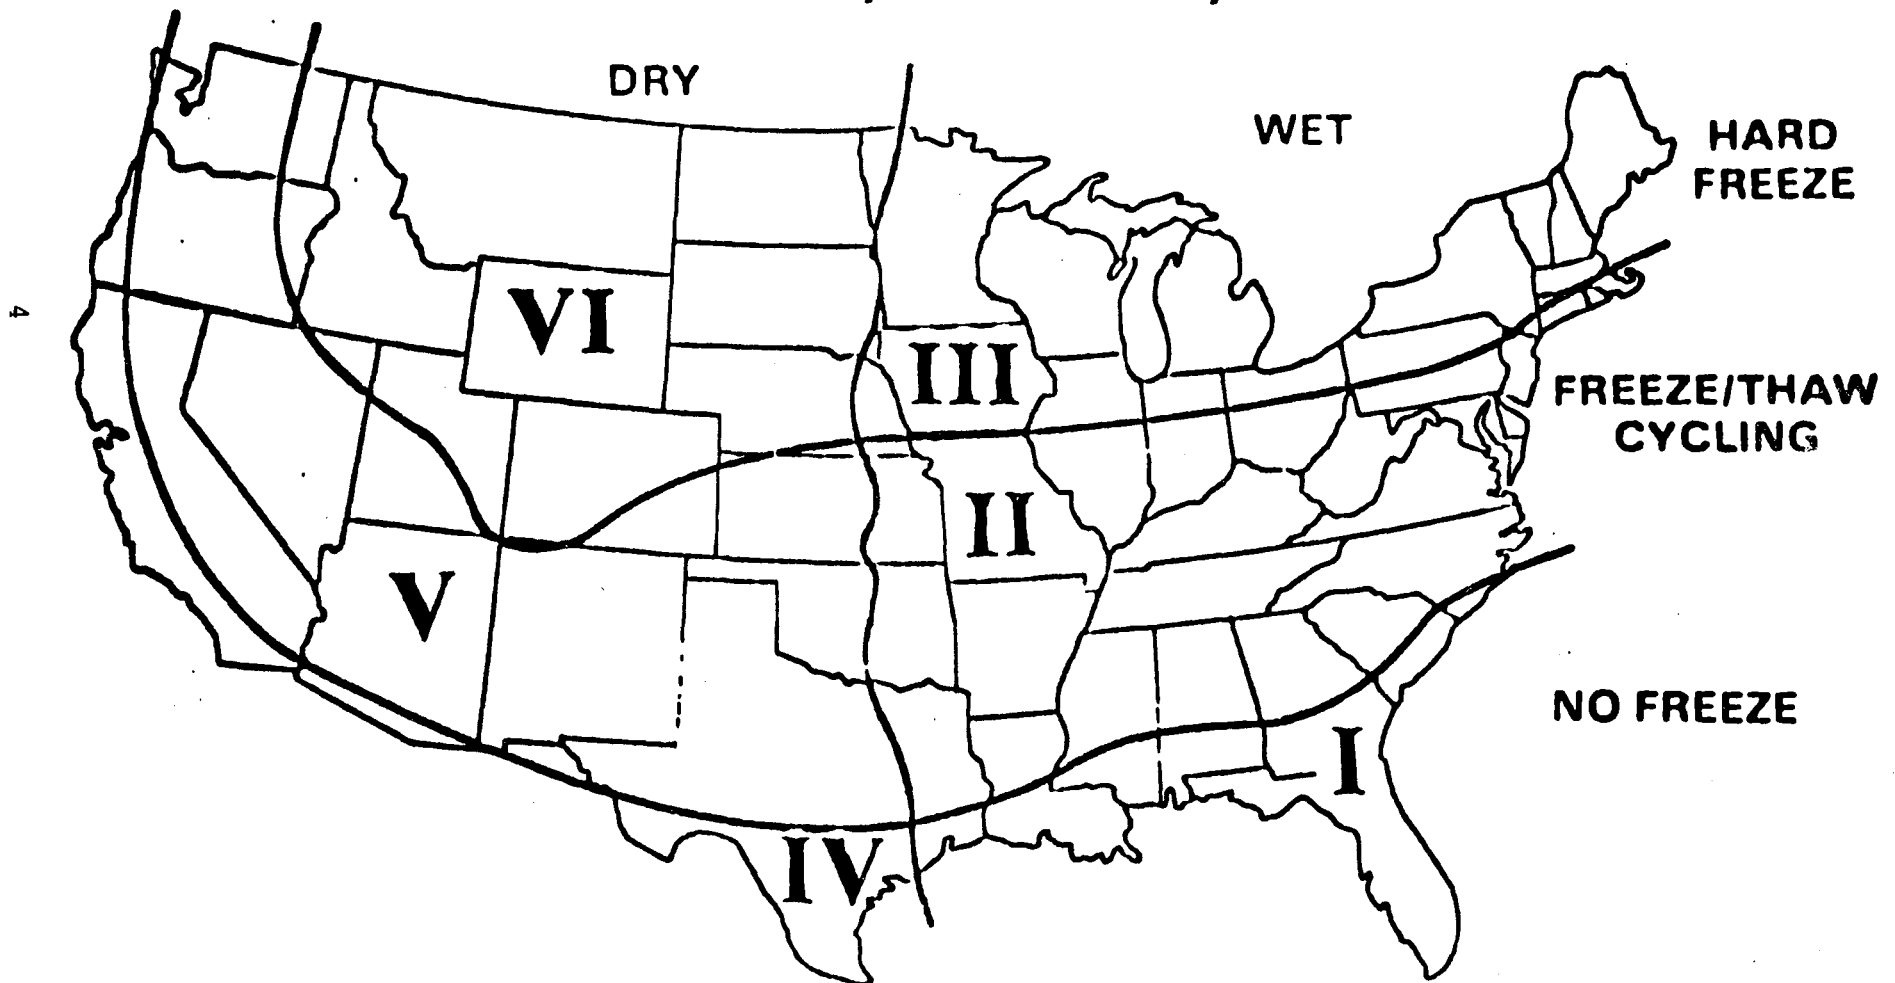 DRY
WET
HARD
FREEZE
VI
III
FREEZE/THAW
CYCLING
II
V
NO FREEZE
I
IV
4